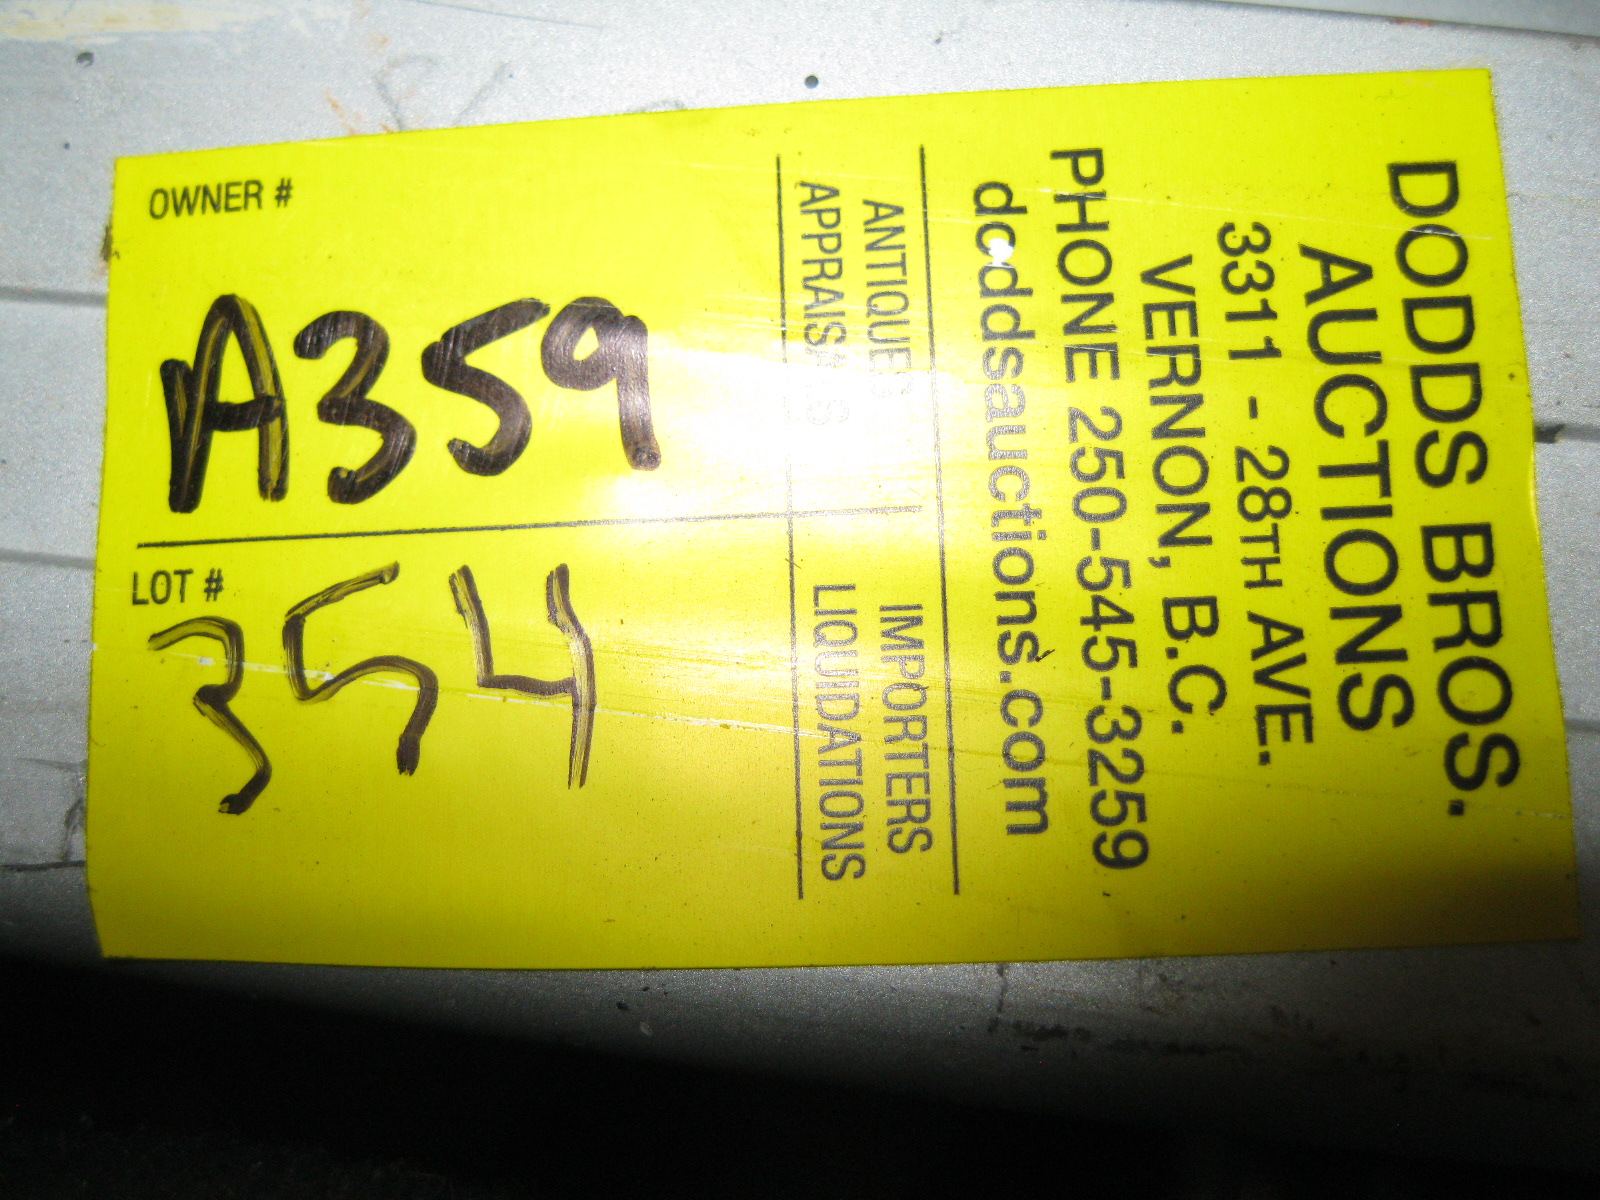 DODDS BROS.
AUCTIONS
3311 - 28TH AVE.
VERNON, B.C.
PHONE 250-545-3259
doddsauctions.com
ANTIQUES IMPORTERS
APPRAISALS LIQUIDATIONS
OWNER #
A359
LOT #
354